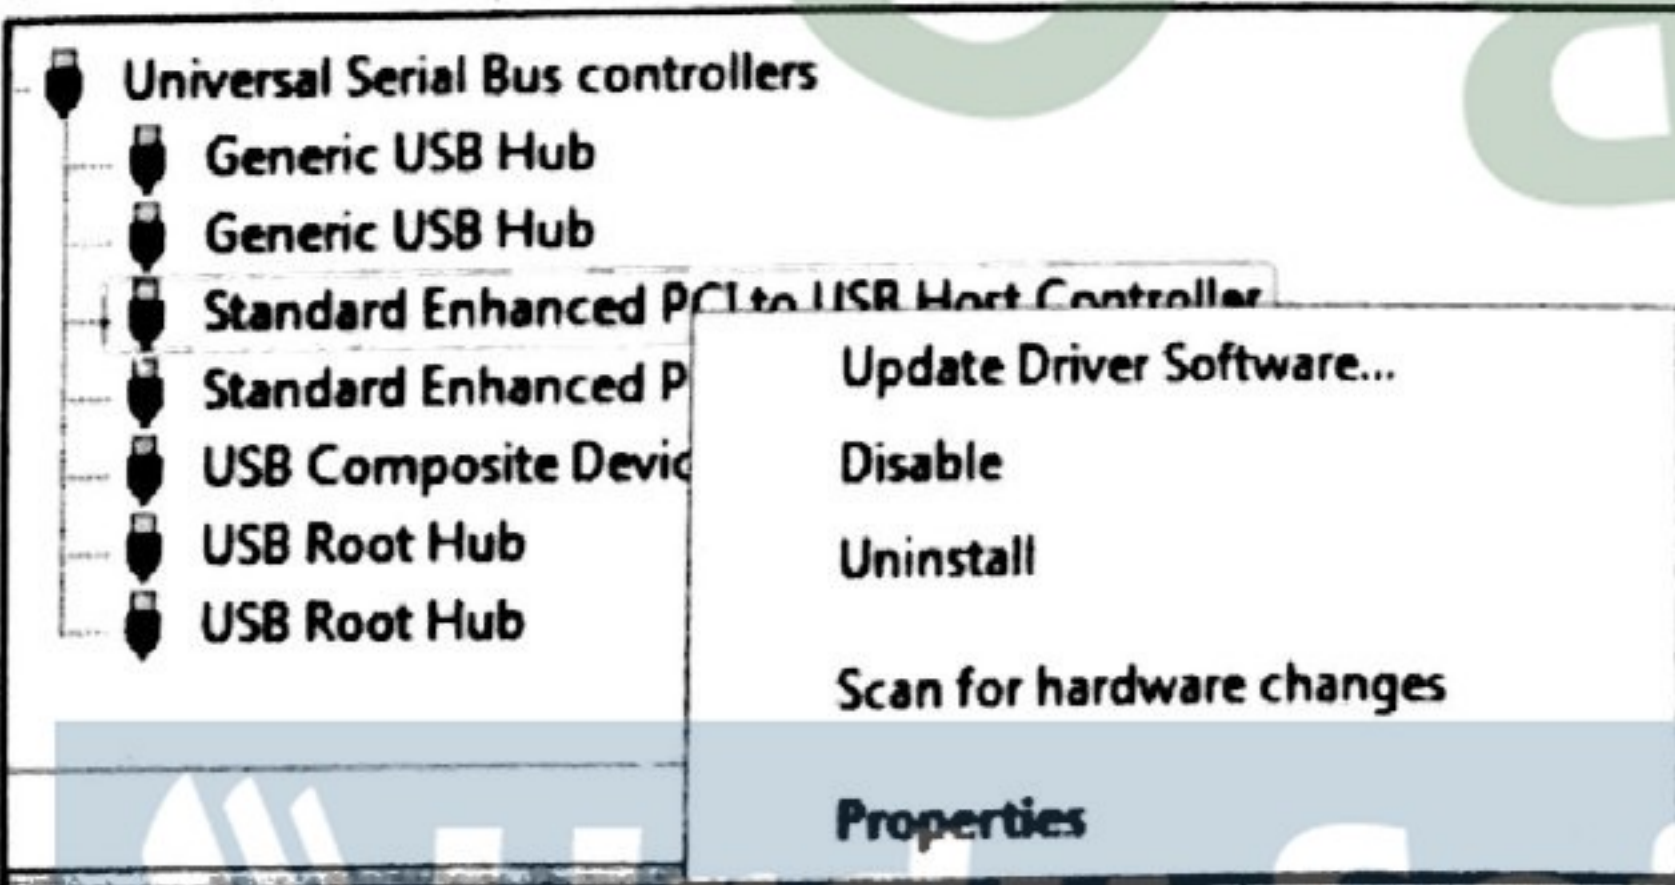 Universal Serial Bus controllers
Generic USB Hub
Generic USB Hub
Standard Enhanced PCI to USB Host Controller
Standard Enhanced P
USB Composite Devic
USB Root Hub
USB Root Hub
Update Driver Software...
Disable
Uninstall
Scan for hardware changes
Properties